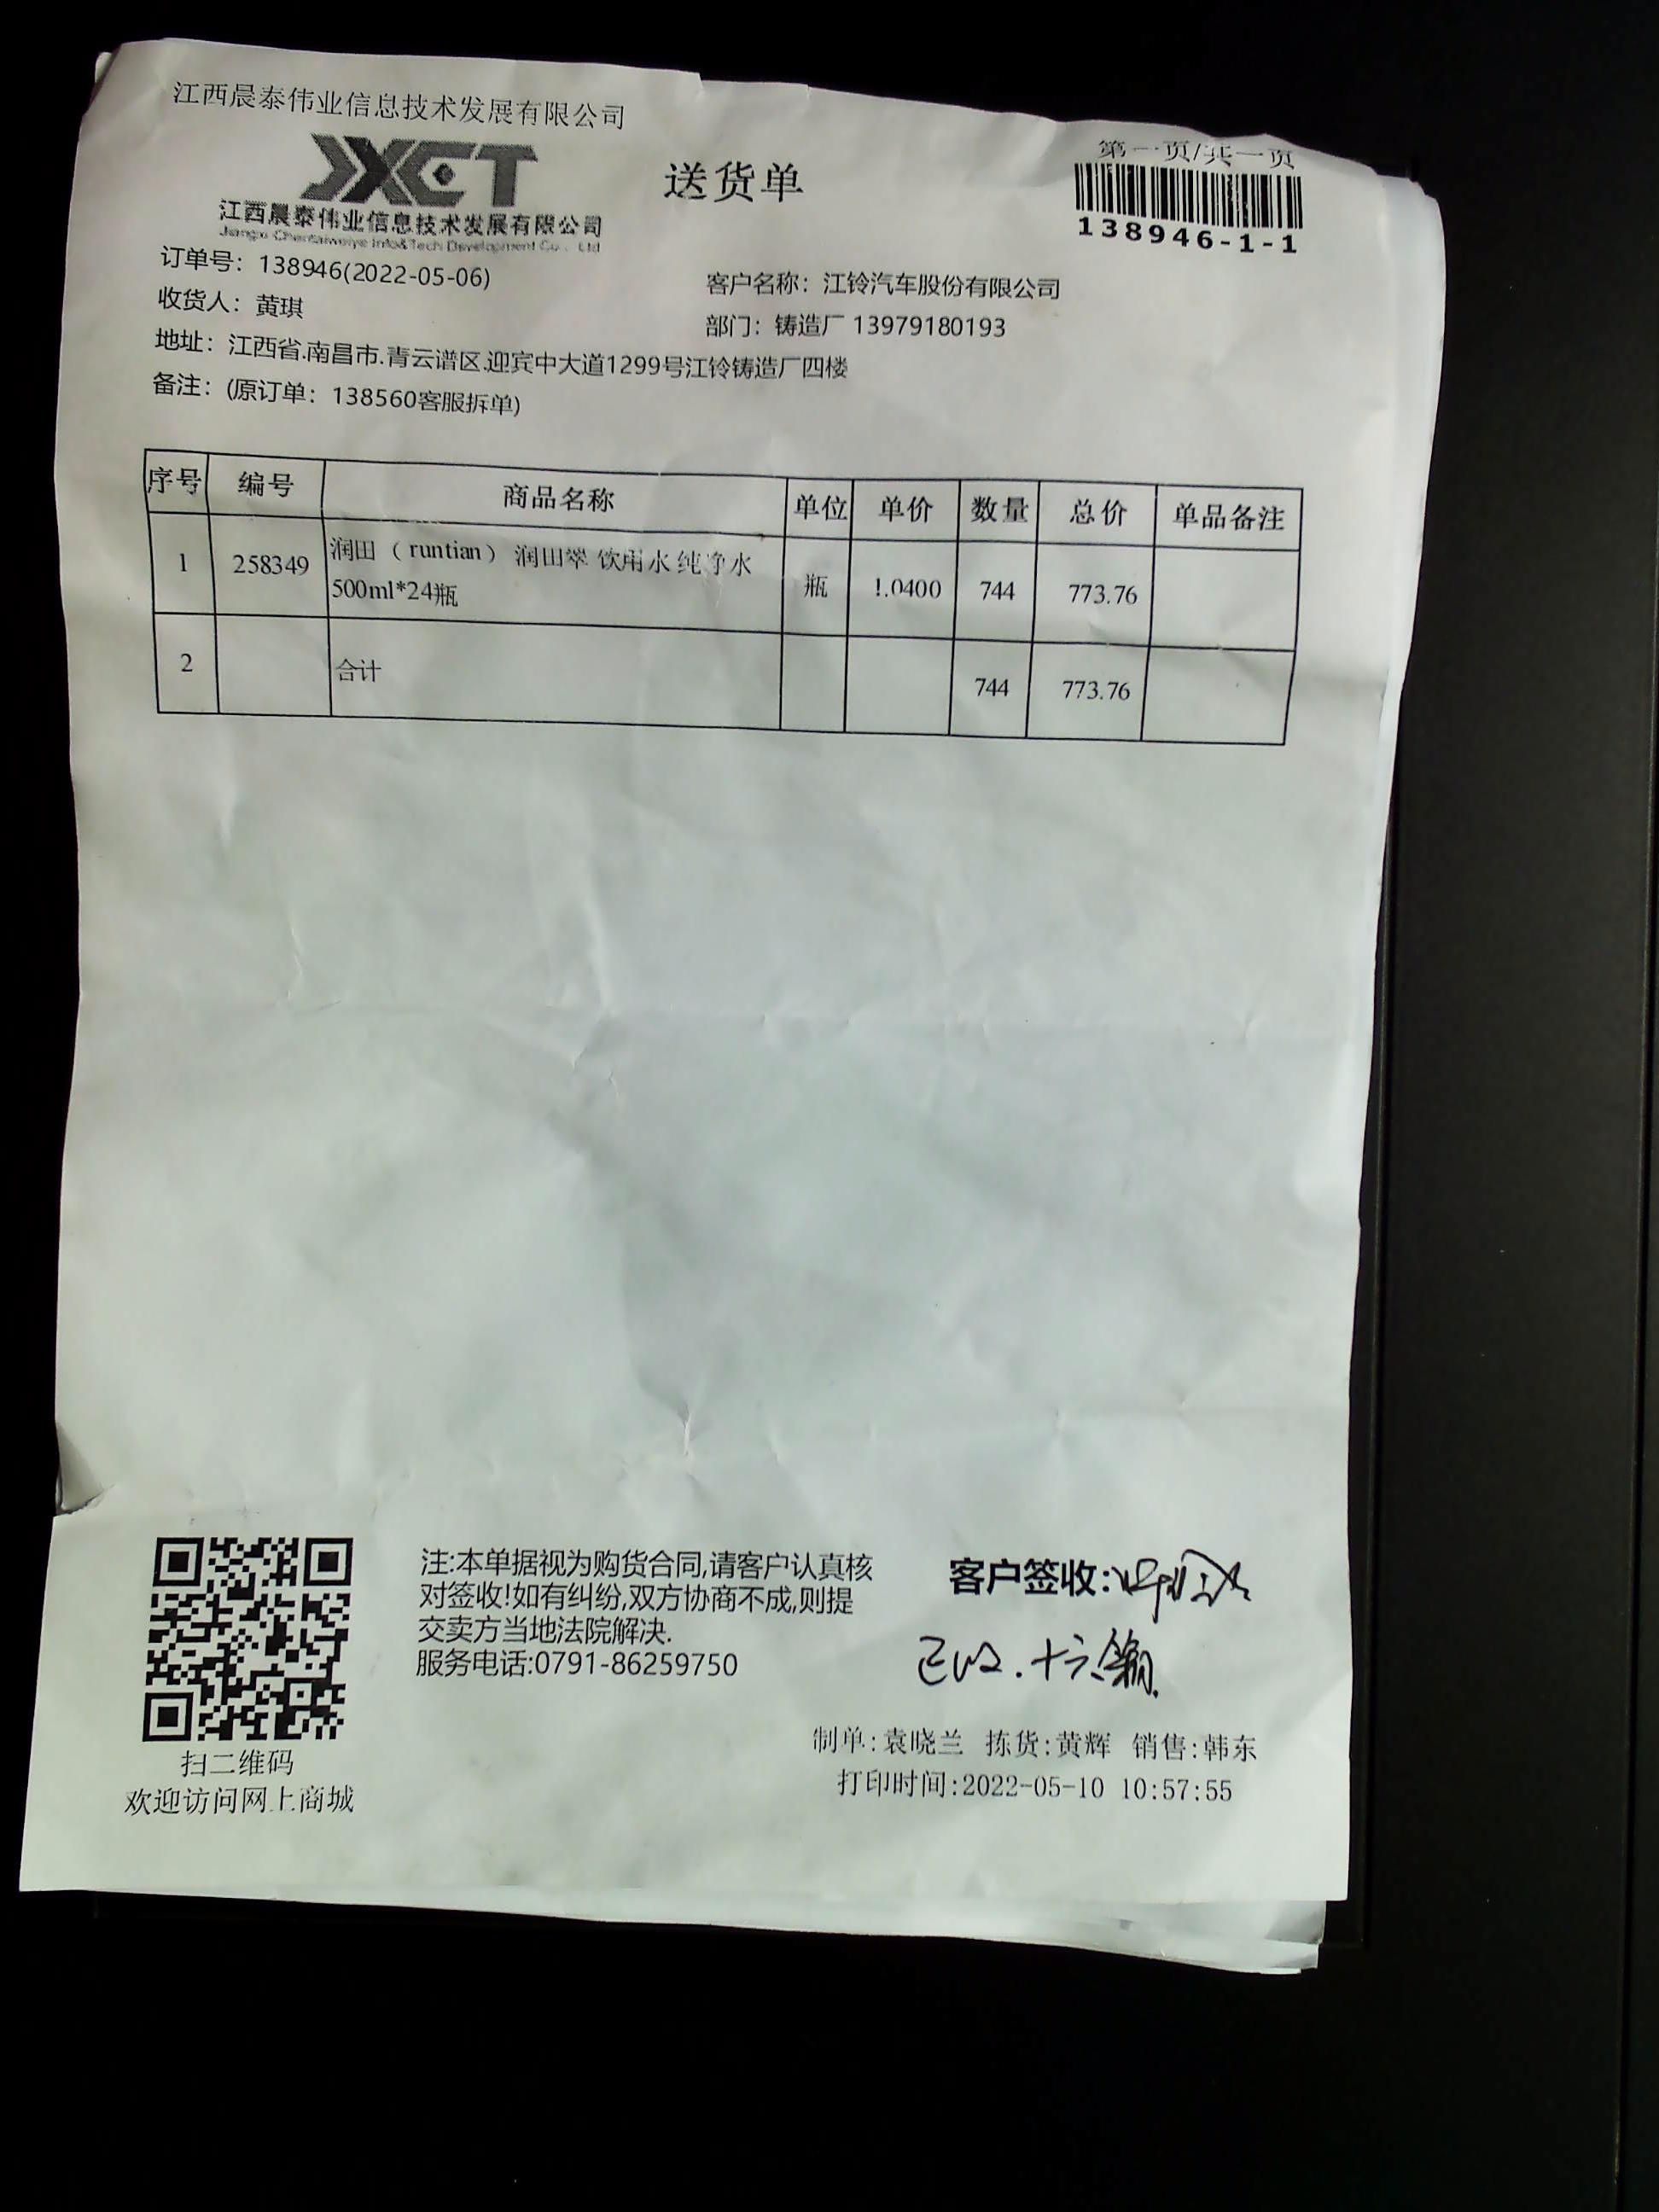 江西晨泰伟业信息技术发展有限公司
第一页/共一页
JXCT
送货单
江西晨泰伟业信息技术发展有限公司
Jiangxi Chentaiweiye Info&Tech Development Co., Ltd
138946-1-1
订单号：138946(2022-05-06)
客户名称：江铃汽车股份有限公司
收货人：黄琪
部门：铸造厂 13979180193
地址：江西省.南昌市.青云谱区.迎宾中大道1299号江铃铸造厂四楼
备注：(原订单：138560客服拆单)
序号 编号 商品名称 单位 单价 数量 总价 单品备注
1 258349 润田（runtian） 润田翠 饮用水 纯净水 500ml*24瓶 瓶 1.0400 744 773.76
2 合计 744 773.76
注:本单据视为购货合同,请客户认真核
对签收!如有纠纷,双方协商不成,则提
交卖方当地法院解决.
服务电话:0791-86259750
客户签收:
已收.十六箱.
扫二维码
欢迎访问网上商城
制单:袁晓兰 拣货:黄辉 销售:韩东
打印时间:2022-05-10 10:57:55